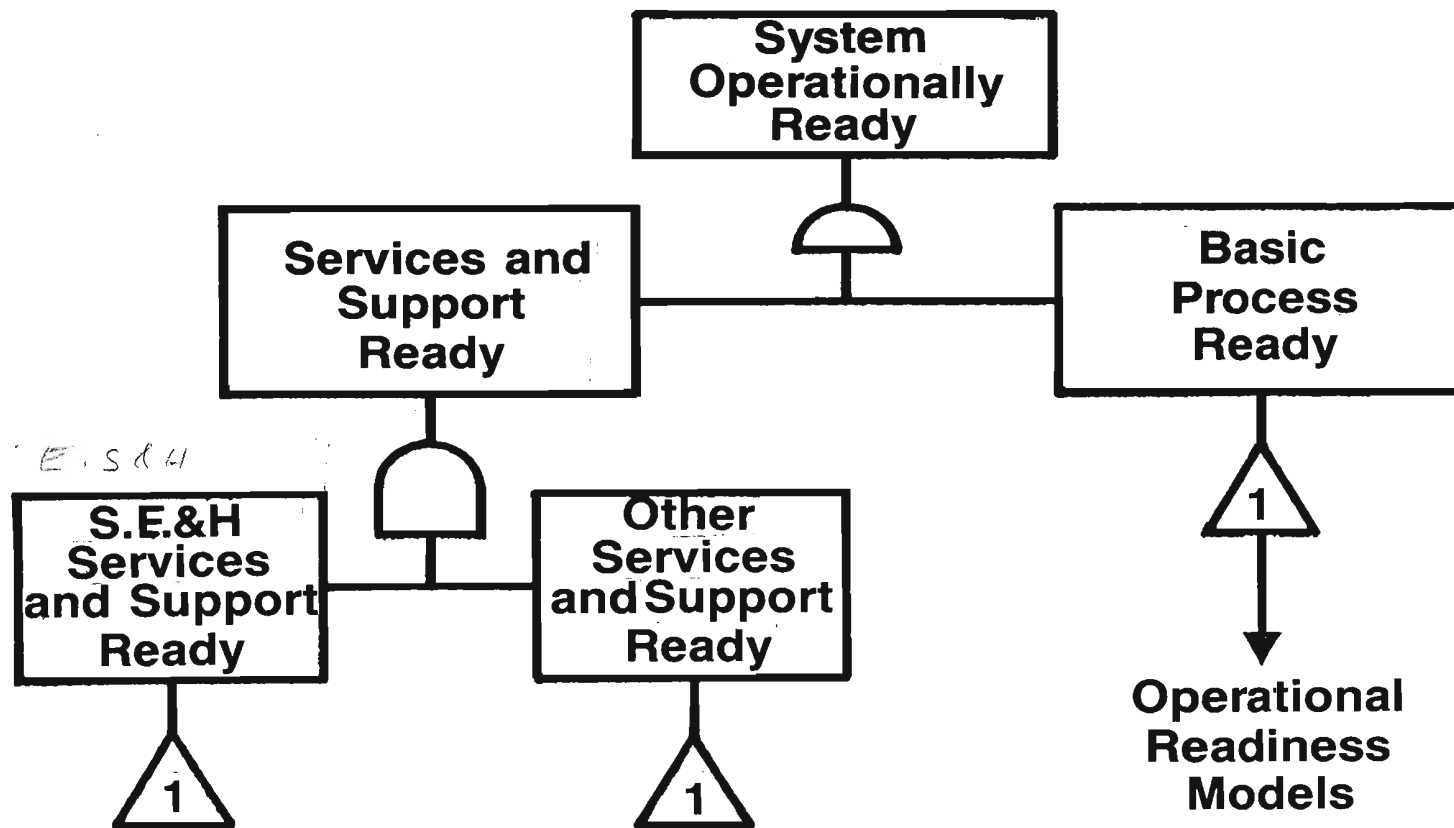 System
Operationally
Ready
Services and
Support
Ready
Basic
Process
Ready
E.S&H
S.E.&H
Services
and Support
Ready
Other
Services
and Support
Ready
1
1
1
Operational
Readiness
Models